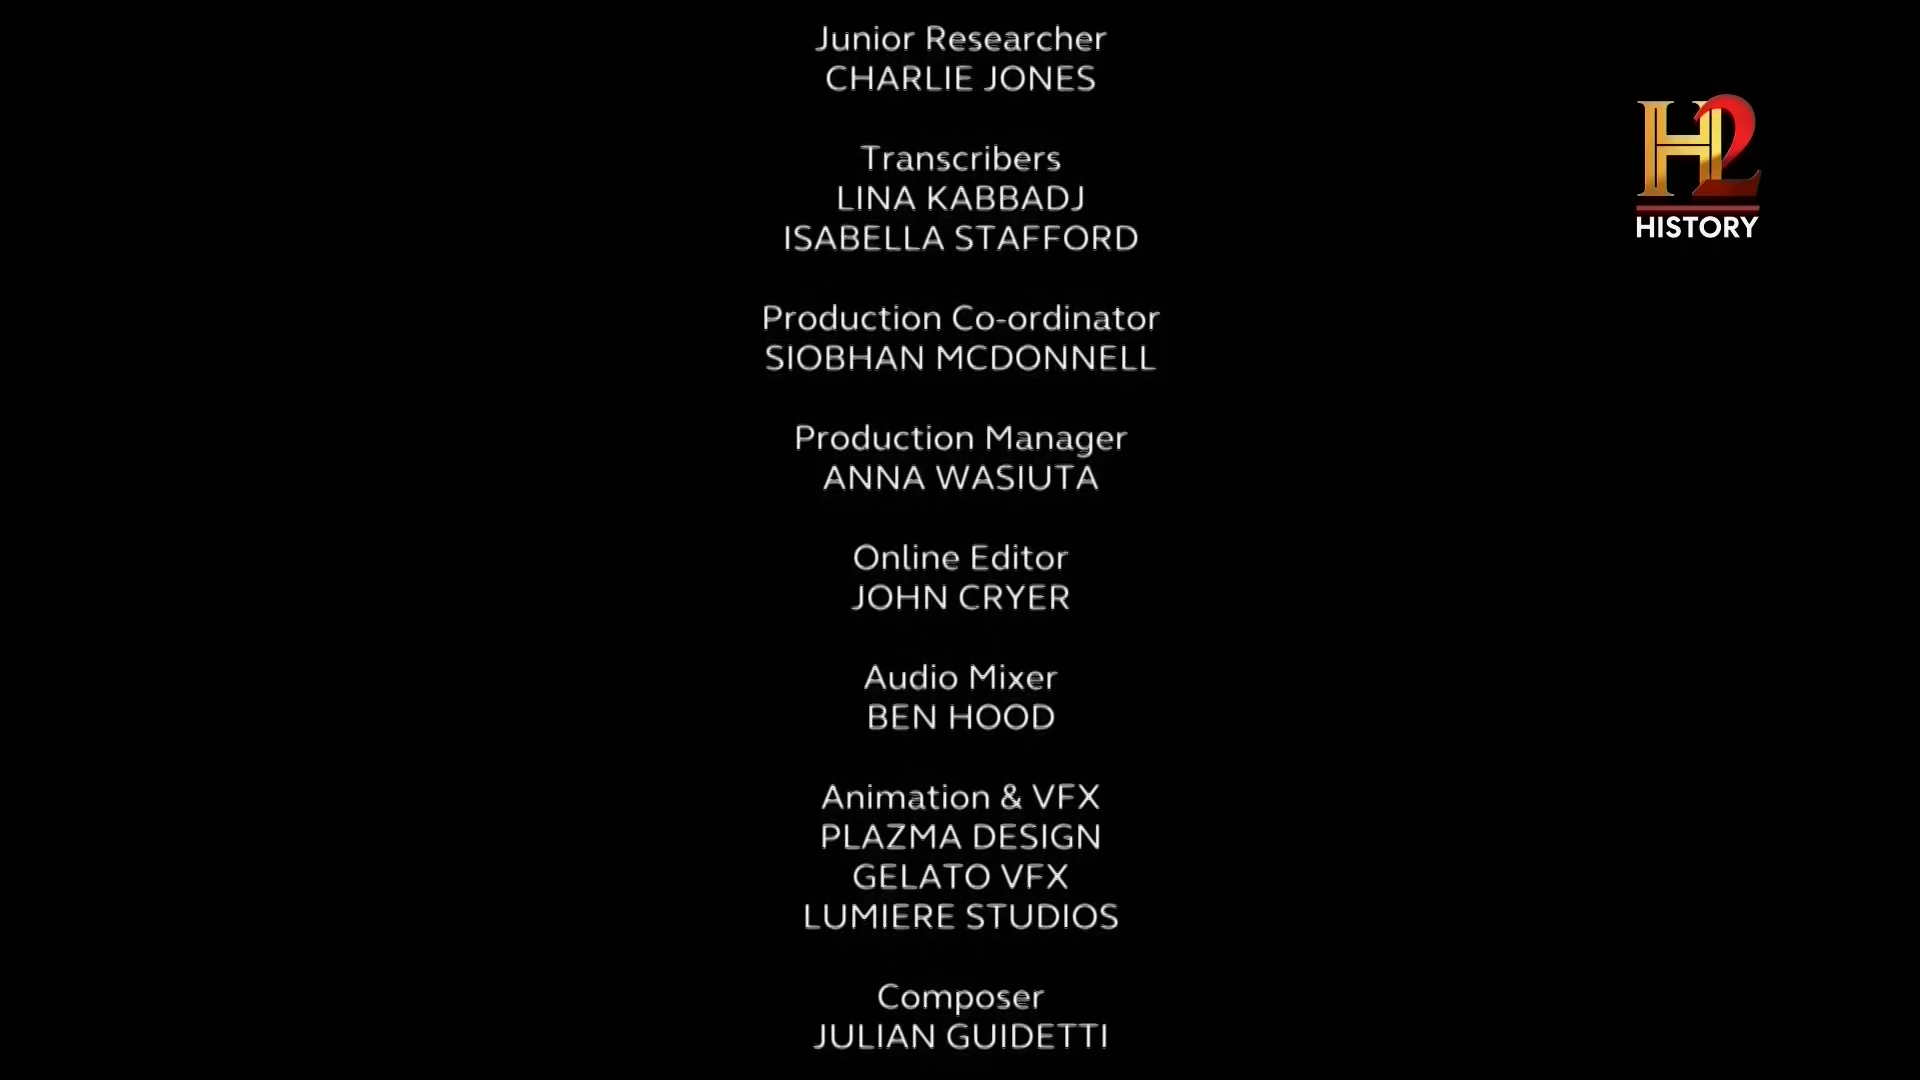 Junior Researcher
CHARLIE JONES
Transcribers
LINA KABBADJ
ISABELLA STAFFORD
Production Co-ordinator
SIOBHAN MCDONNELL
Production Manager
ANNA WASIUTA
Online Editor
JOHN CRYER
Audio Mixer
BEN HOOD
Animation & VFX
PLAZMA DESIGN
GELATO VFX
LUMIERE STUDIOS
Composer
JULIAN GUIDETTI
H2
HISTORY